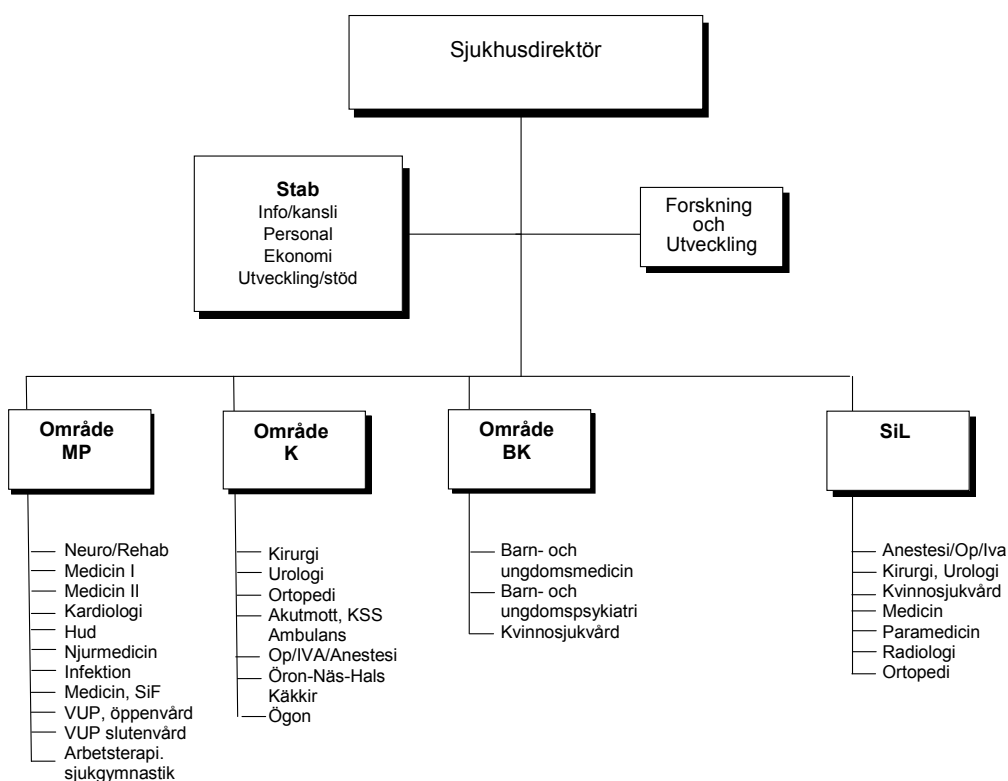 Sjukhusdirektör
Stab
Info/kansli
Personal
Ekonomi
Utveckling/stöd
Forskning
och
Utveckling
Område
MP
Neuro/Rehab
Medicin I
Medicin II
Kardiologi
Hud
Njurmedicin
Infektion
Medicin, SiF
VUP, öppenvård
VUP slutenvård
Arbetsterapi.
sjukgymnastik
Område
K
Kirurgi
Urologi
Ortopedi
Akutmott, KSS
Ambulans
Op/IVA/Anestesi
Öron-Näs-Hals
Käkkir
Ögon
Område
BK
Barn- och
ungdomsmedicin
Barn- och
ungdomspsykiatri
Kvinnosjukvård
SiL
Anestesi/Op/Iva
Kirurgi, Urologi
Kvinnosjukvård
Medicin
Paramedicin
Radiologi
Ortopedi